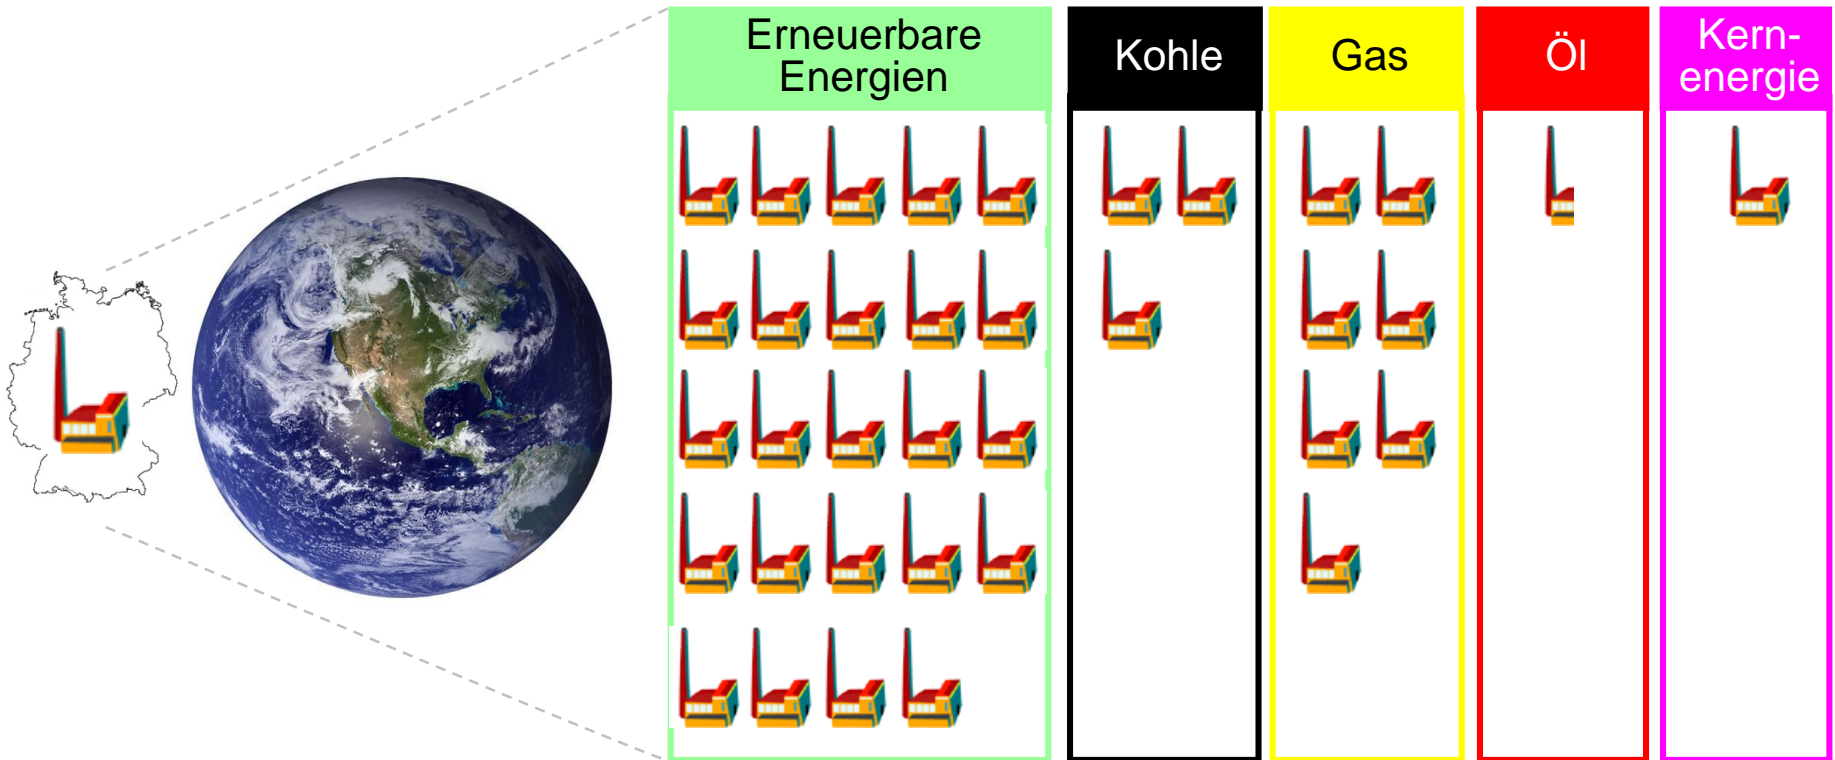 Erneuerbare
Energien
Kohle
Gas
Öl
Kern-
energie